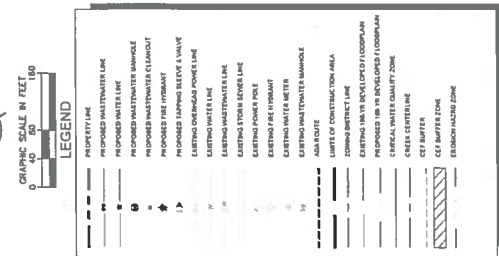 GRAPHIC SCALE IN FEET
0 40 80 160
LEGEND
PROPERTY LINE
PROPOSED WASTEWATER LINE
PROPOSED WATER LINE
PROPOSED WASTEWATER MANHOLE
PROPOSED WASTEWATER CLEANOUT
PROPOSED FIRE HYDRANT
PROPOSED TAPPING SLEEVE & VALVE
EXISTING OVERHEAD POWER LINE
EXISTING WATER LINE
EXISTING WASTEWATER LINE
EXISTING STORM SEWER LINE
EXISTING POWER POLE
EXISTING FIRE HYDRANT
EXISTING WATER METER
EXISTING WASTEWATER MANHOLE
ADA ROUTE
LIMITS OF CONSTRUCTION AREA
ZONING DISTRICT LINE
EXISTING 100-YR DEVELOPED FLOODPLAIN
PROPOSED 100-YR DEVELOPED FLOODPLAIN
CRITICAL WATER QUALITY ZONE
CREEK CENTERLINE
CEF BUFFER
CEF BUFFER ZONE
EROSION HAZARD ZONE